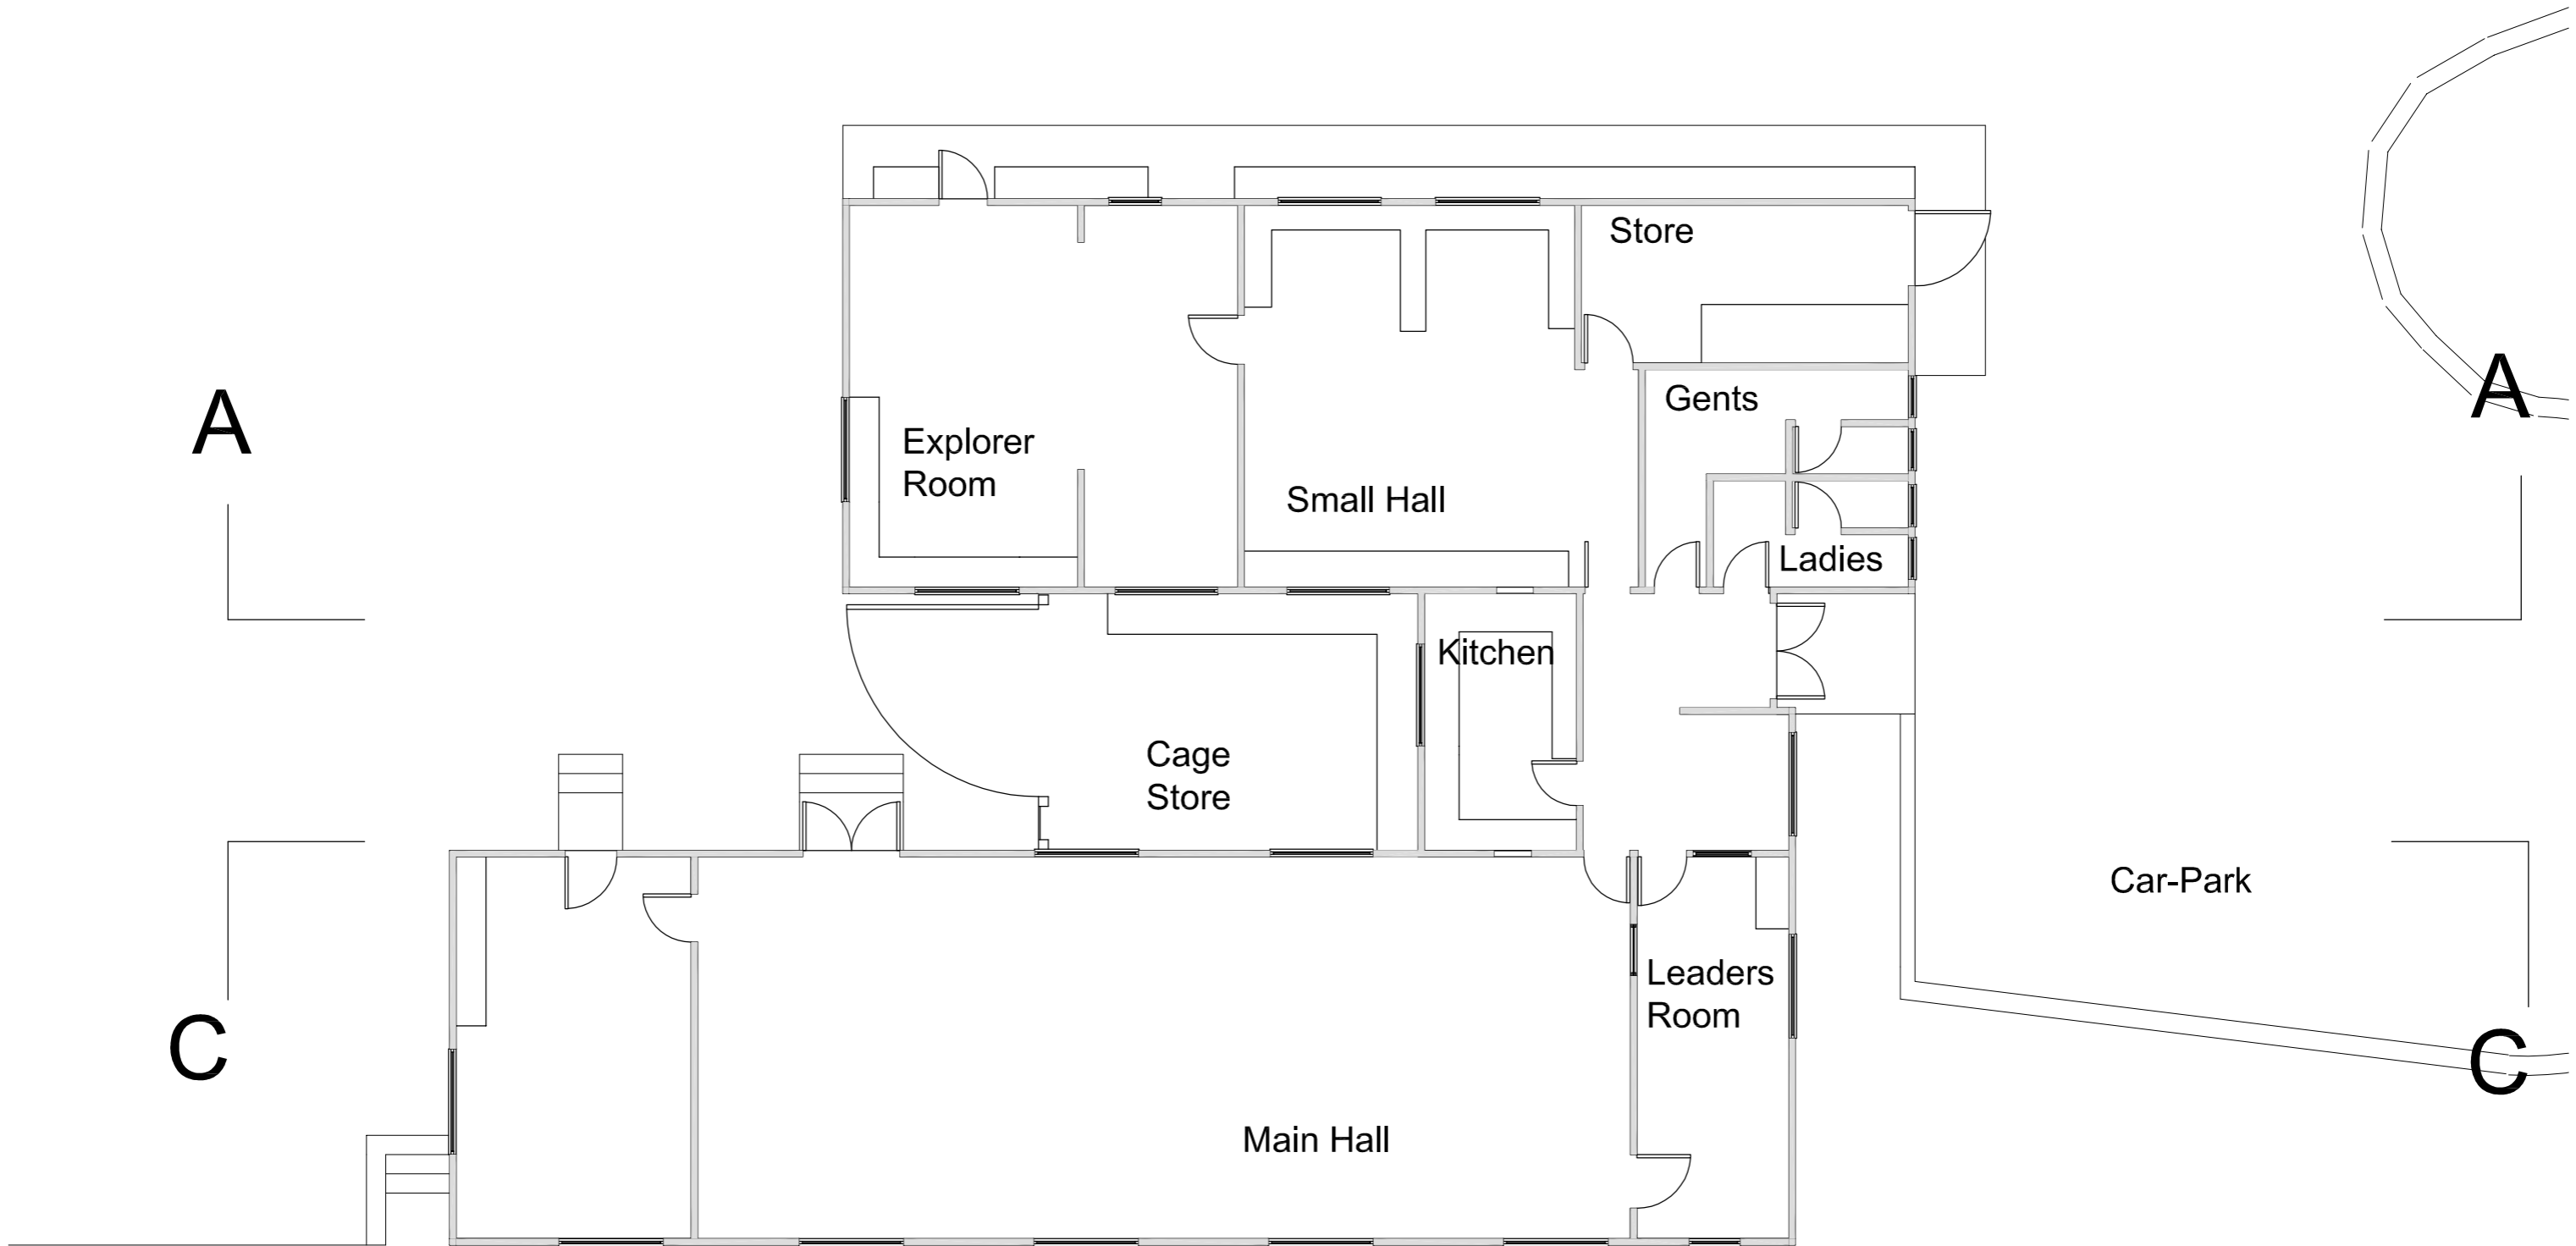 Store
A
A
Gents
Explorer
Room
Small Hall
Ladies
Kitchen
Cage
Store
Car-Park
Leaders
Room
C
C
Main Hall